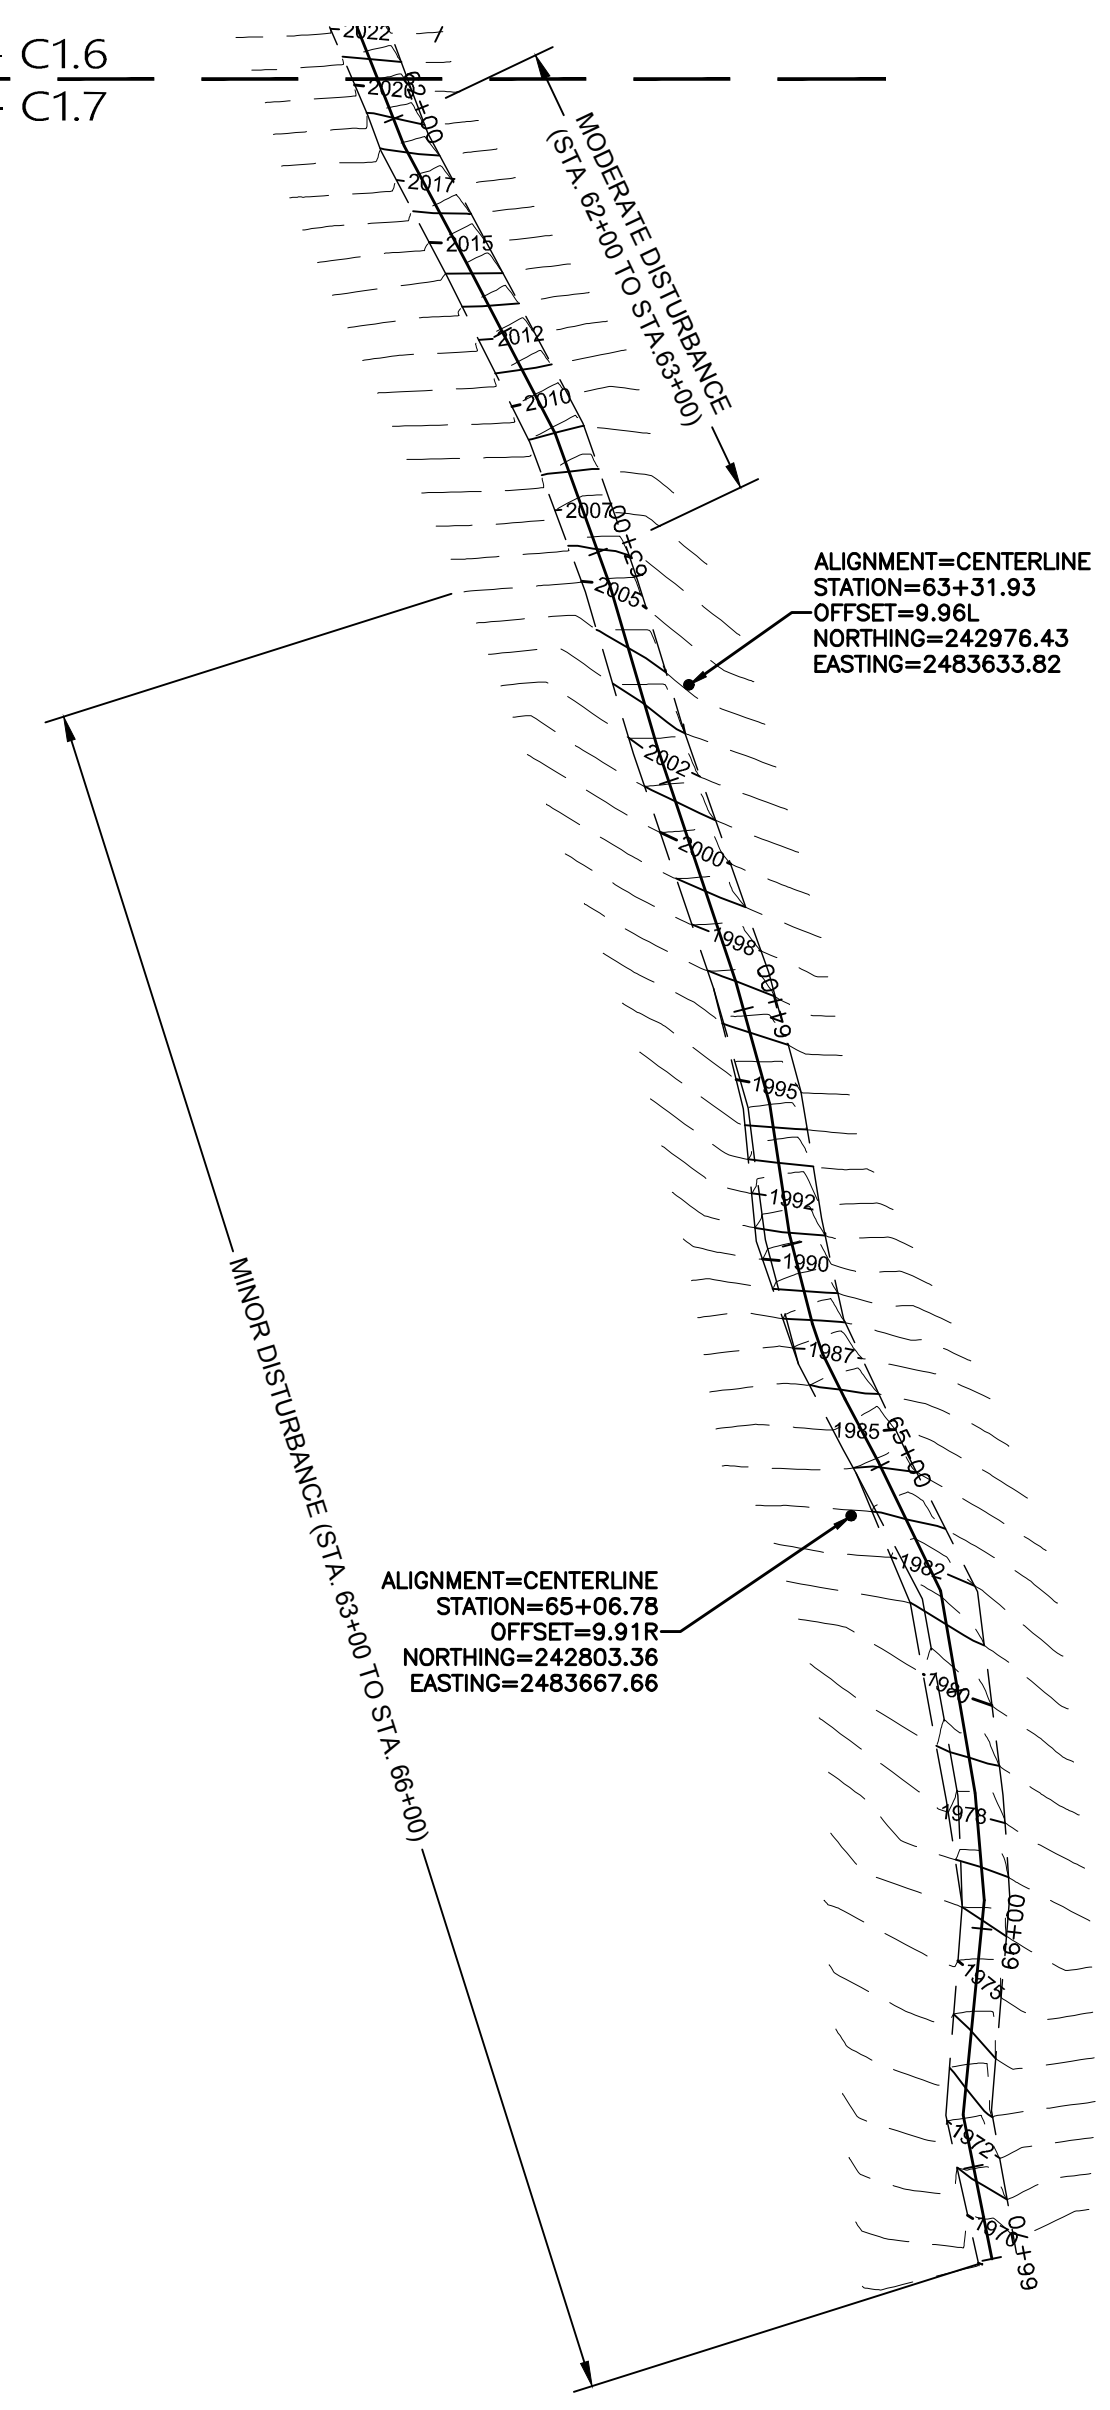 C1.6
C1.7
2022
62+00
2017
2015
2012
2010
2007
63+00
2005
MODERATE DISTURBANCE
(STA. 62+00 TO STA.63+00)
ALIGNMENT=CENTERLINE
STATION=63+31.93
OFFSET=9.96L
NORTHING=242976.43
EASTING=2483633.82
2002
2000
1998
64+00
1995
1992
1990
1987
1985
65+00
MINOR DISTURBANCE (STA. 63+00 TO STA. 66+00)
ALIGNMENT=CENTERLINE
STATION=65+06.78
OFFSET=9.91R
NORTHING=242803.36
EASTING=2483667.66
1982
1980
1978
66+00
1975
1972
1970
66+70